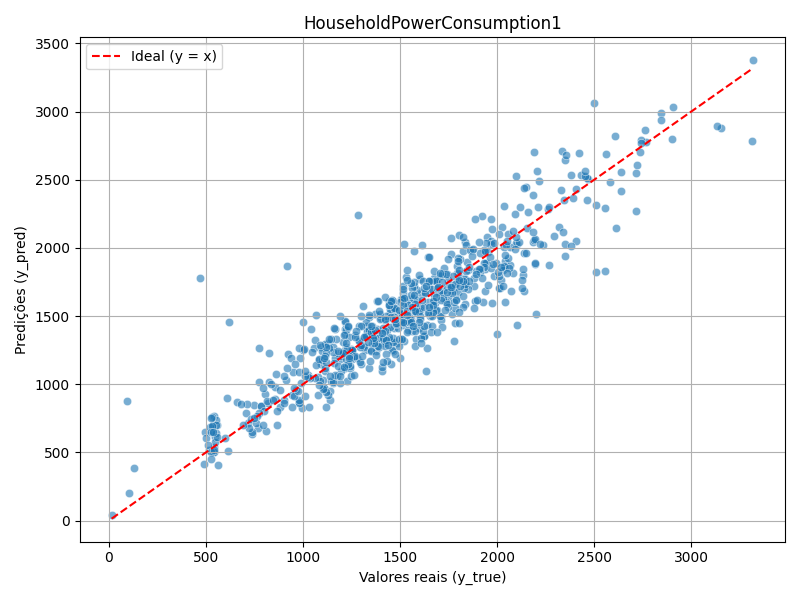 HouseholdPowerConsumption1
Ideal (y = x)
Predições (y_pred)
3500
3000
2500
2000
1500
1000
500
0
0 500 1000 1500 2000 2500 3000
Valores reais (y_true)